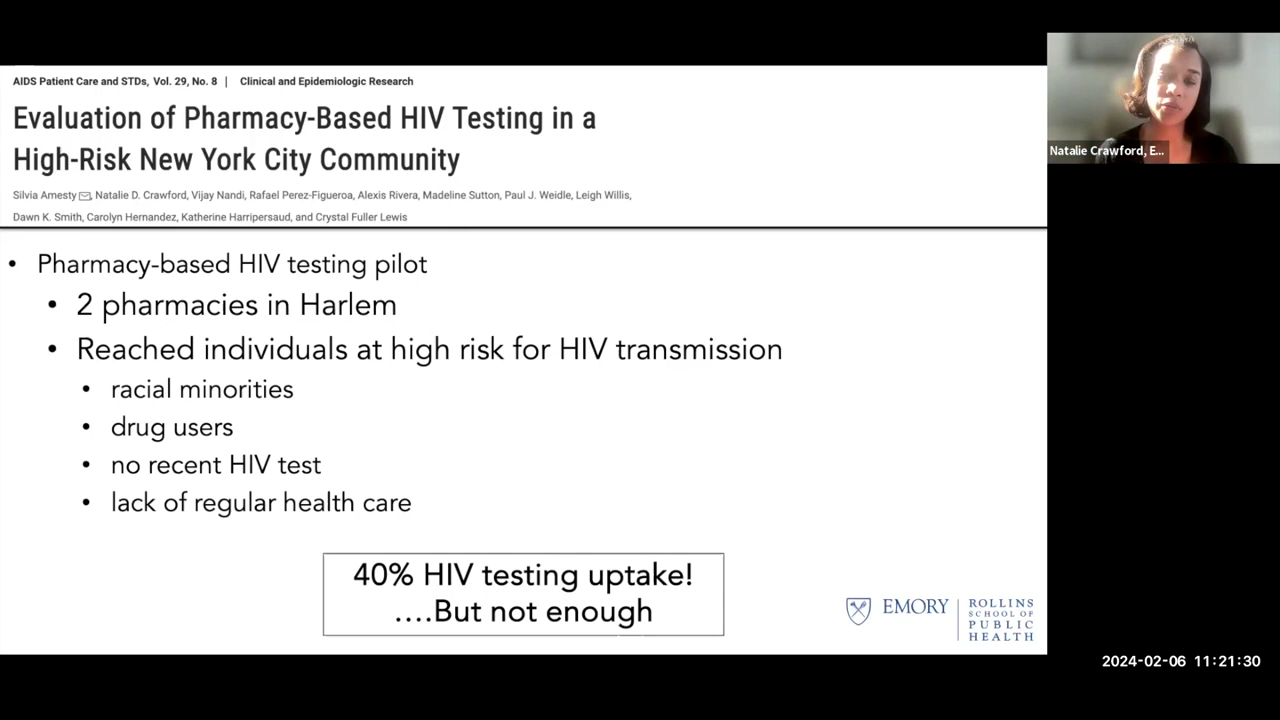 AIDS Patient Care and STDs, Vol. 29, No. 8 | Clinical and Epidemiologic Research
Evaluation of Pharmacy-Based HIV Testing in a
High-Risk New York City Community
Silvia Amesty, Natalie D. Crawford, Vijay Nandi, Rafael Perez-Figueroa, Alexis Rivera, Madeline Sutton, Paul J. Weidle, Leigh Willis,
Dawn K. Smith, Carolyn Hernandez, Katherine Harripersaud, and Crystal Fuller Lewis
• Pharmacy-based HIV testing pilot
• 2 pharmacies in Harlem
• Reached individuals at high risk for HIV transmission
• racial minorities
• drug users
• no recent HIV test
• lack of regular health care
40% HIV testing uptake!
....But not enough
EMORY
ROLLINS
SCHOOL OF
PUBLIC
HEALTH
Natalie Crawford, E...
2024-02-06 11:21:30